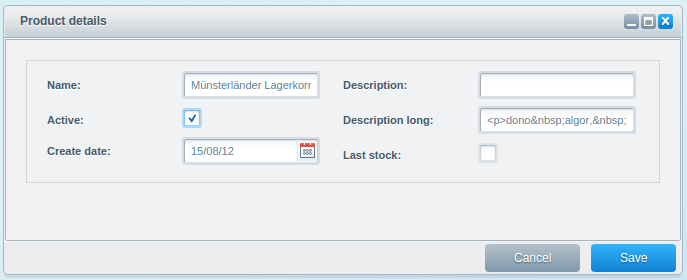 Product details
Name: Münsterländer Lagerkorn Description:
Active: Description long: <p>dono&nbsp;algor,&nbsp;
Create date: 15/08/12 Last stock:
Cancel Save